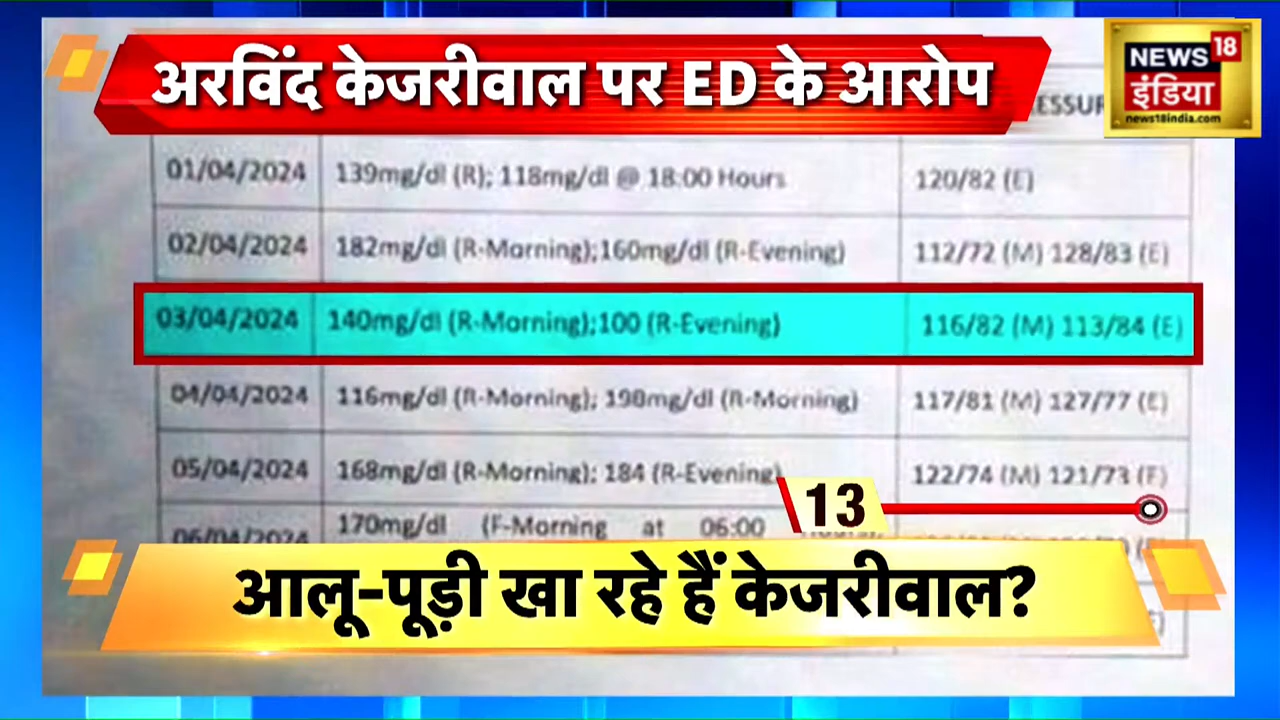 अरविंद केजरीवाल पर ED के आरोप
NEWS 18
इंडिया
news18india.com
01/04/2024 139mg/dl (R); 118mg/dl @ 18:00 Hours 120/82 (E)
02/04/2024 182mg/dl (R-Morning);160mg/dl (R-Evening) 112/72 (M) 128/83 (E)
03/04/2024 140mg/dl (R-Morning);100 (R-Evening) 116/82 (M) 113/84 (E)
04/04/2024 116mg/dl (R-Morning); 198mg/dl (R-Morning) 117/81 (M) 127/77 (E)
05/04/2024 168mg/dl (R-Morning); 184 (R-Evening) 122/74 (M) 121/73 (E)
13
06/04/2024 170mg/dl (F-Morning at 06:00
आलू-पूड़ी खा रहे हैं केजरीवाल?